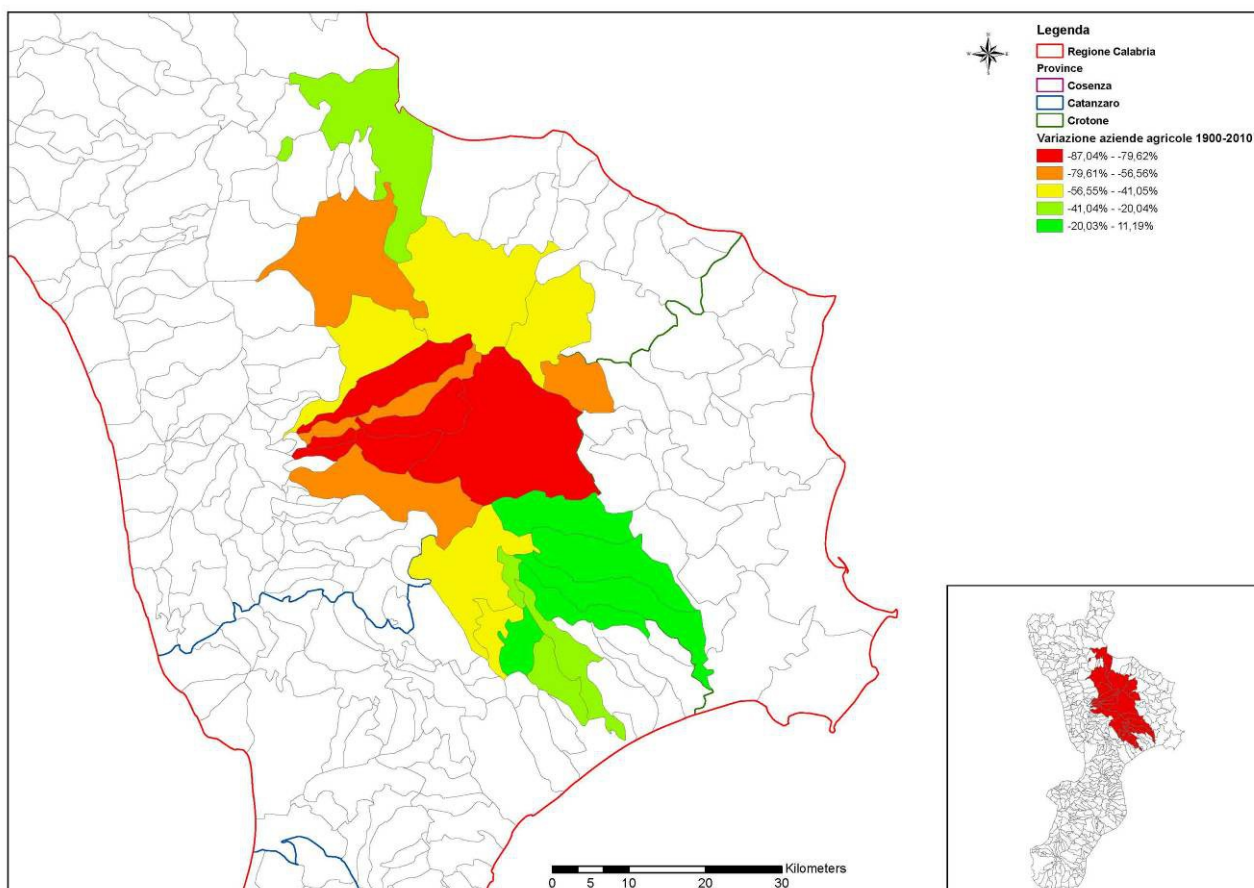 Legenda
Regione Calabria
Province
Cosenza
Catanzaro
Crotone
Variazione aziende agricole 1900-2010
-87,04% - -79,62%
-79,61% - -56,56%
-56,55% - -41,05%
-41,04% - -20,04%
-20,03% - 11,19%
Kilometers
0 5 10 20 30